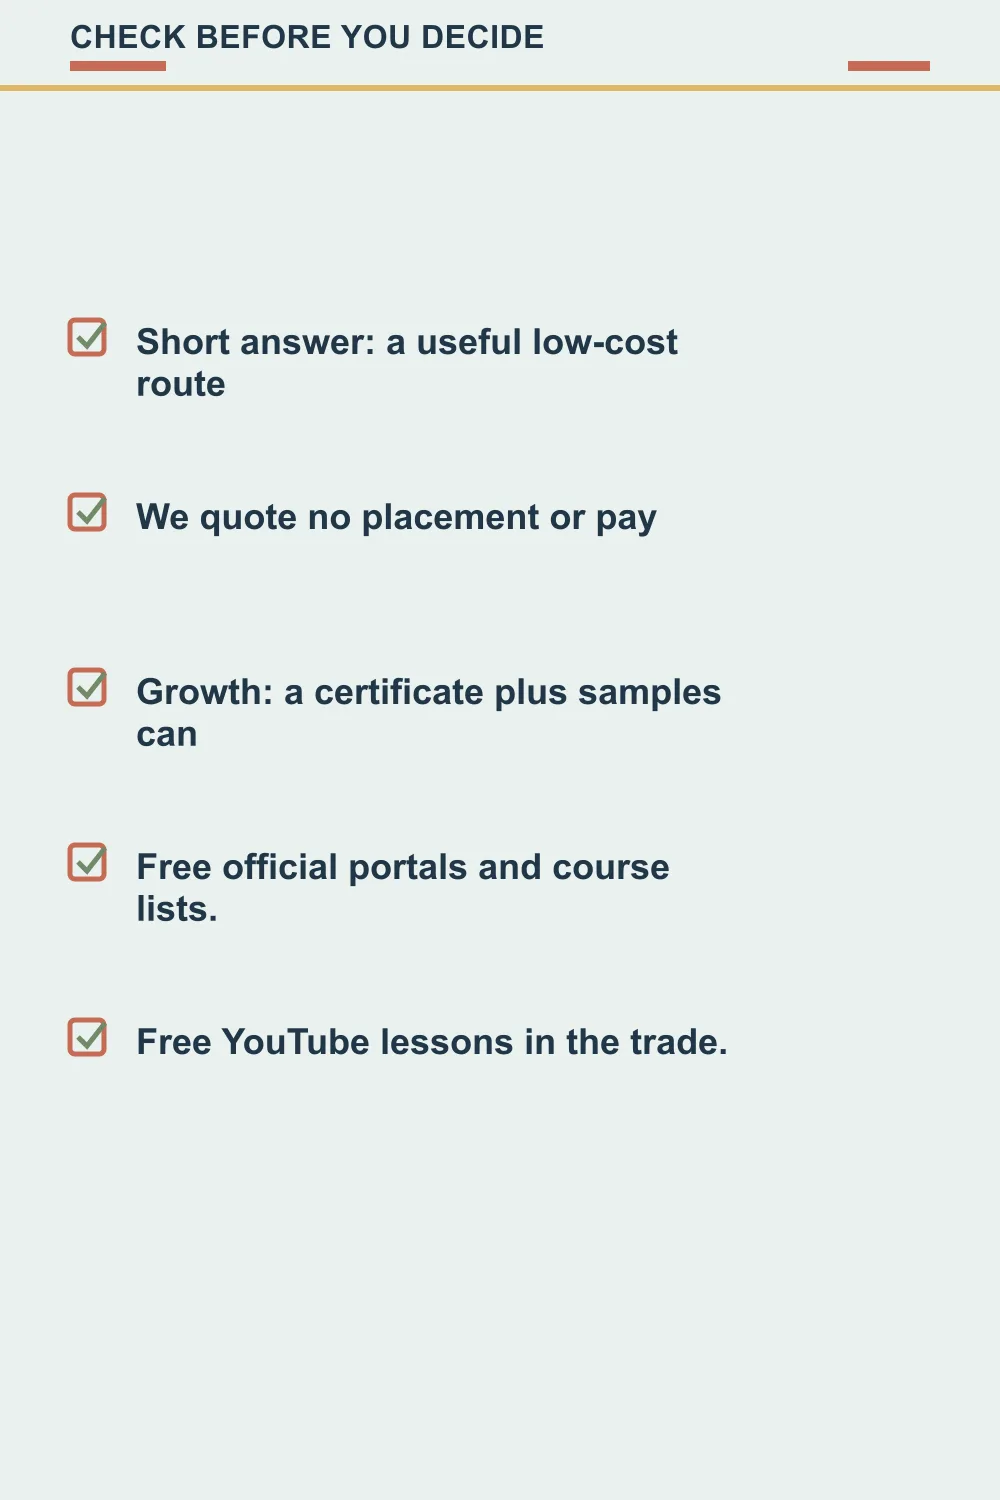 CHECK BEFORE YOU DECIDE
Short answer: a useful low-cost
route
We quote no placement or pay
Growth: a certificate plus samples
can
Free official portals and course
lists.
Free YouTube lessons in the trade.